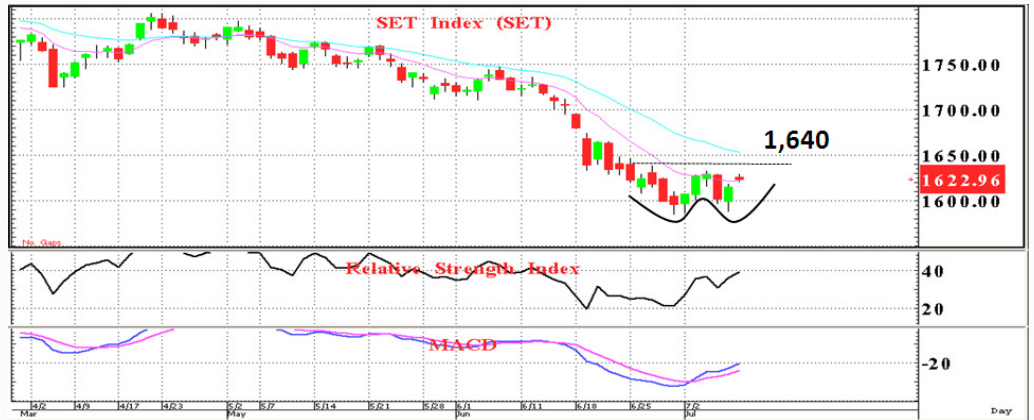 SET Index (SET)
1750.00
1700.00
1,640
1650.00
1622.96
1600.00
No Gaps
Relative Strength Index
40
20
MACD
-20
4/2 4/9 4/17 4/23 5/2 5/7 5/14 5/21 5/28 6/1 6/11 6/18 6/25 7/2
Mar May Jun Jul Day